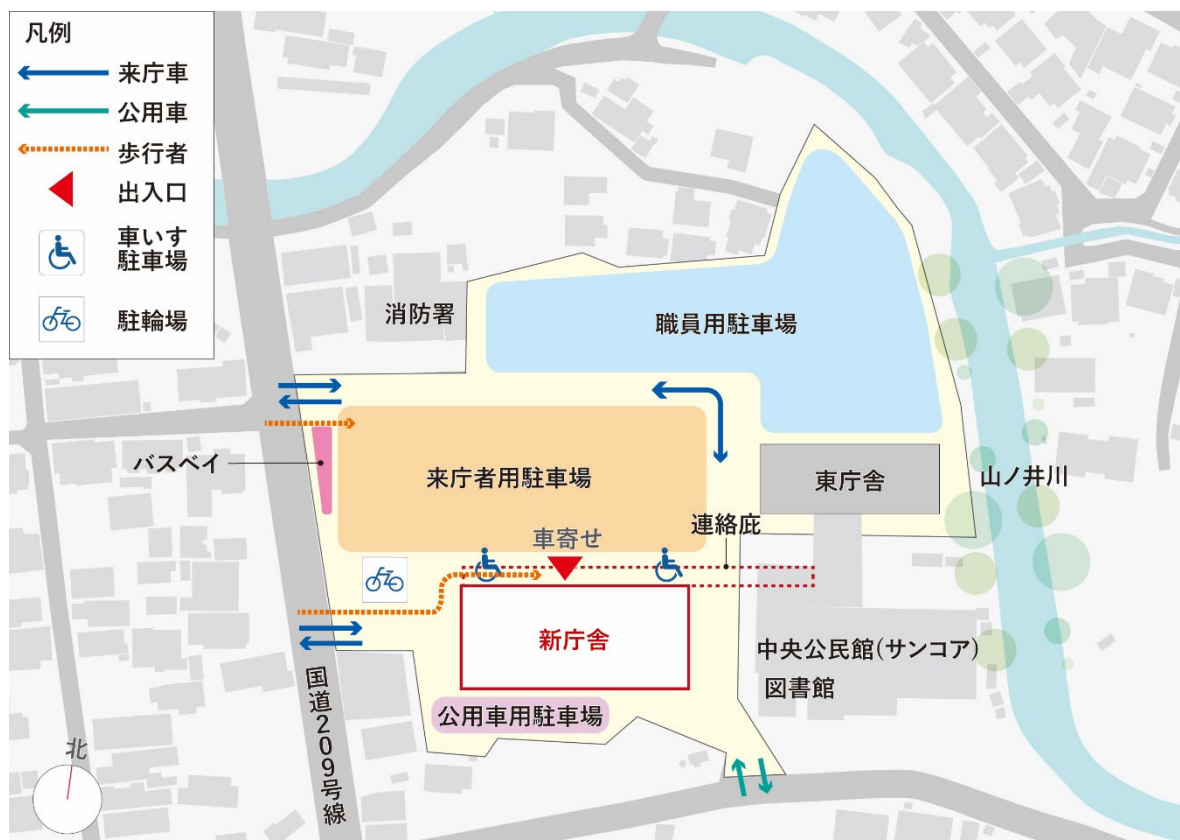 凡例
来庁車
公用車
歩行者
出入口
車いす
駐車場
駐輪場
消防署
職員用駐車場
バスベイ
来庁者用駐車場
東庁舎
山ノ井川
連絡庇
車寄せ
新庁舎
中央公民館(サンコア)
図書館
公用車用駐車場
国道209号線
北